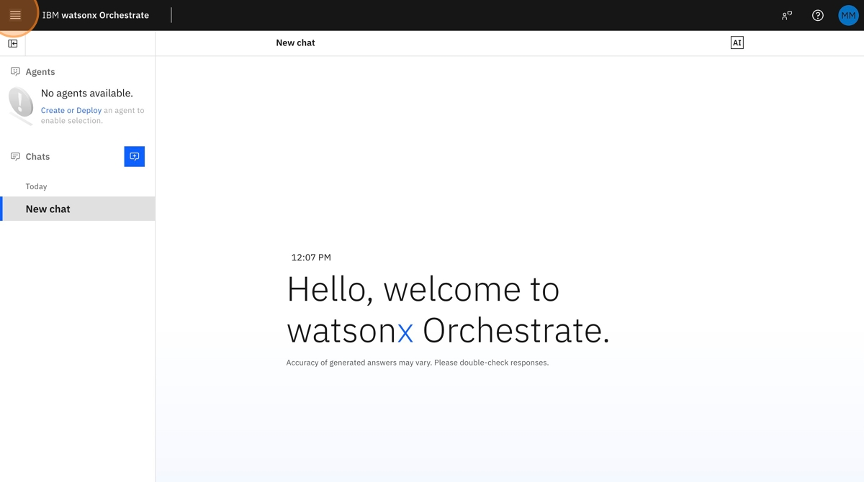 IBM watsonx Orchestrate
MM
New chat
AI
Agents
No agents available.
Create or Deploy an agent to
enable selection.
Chats
Today
New chat
12:07 PM
Hello, welcome to
watsonx Orchestrate.
Accuracy of generated answers may vary. Please double-check responses.